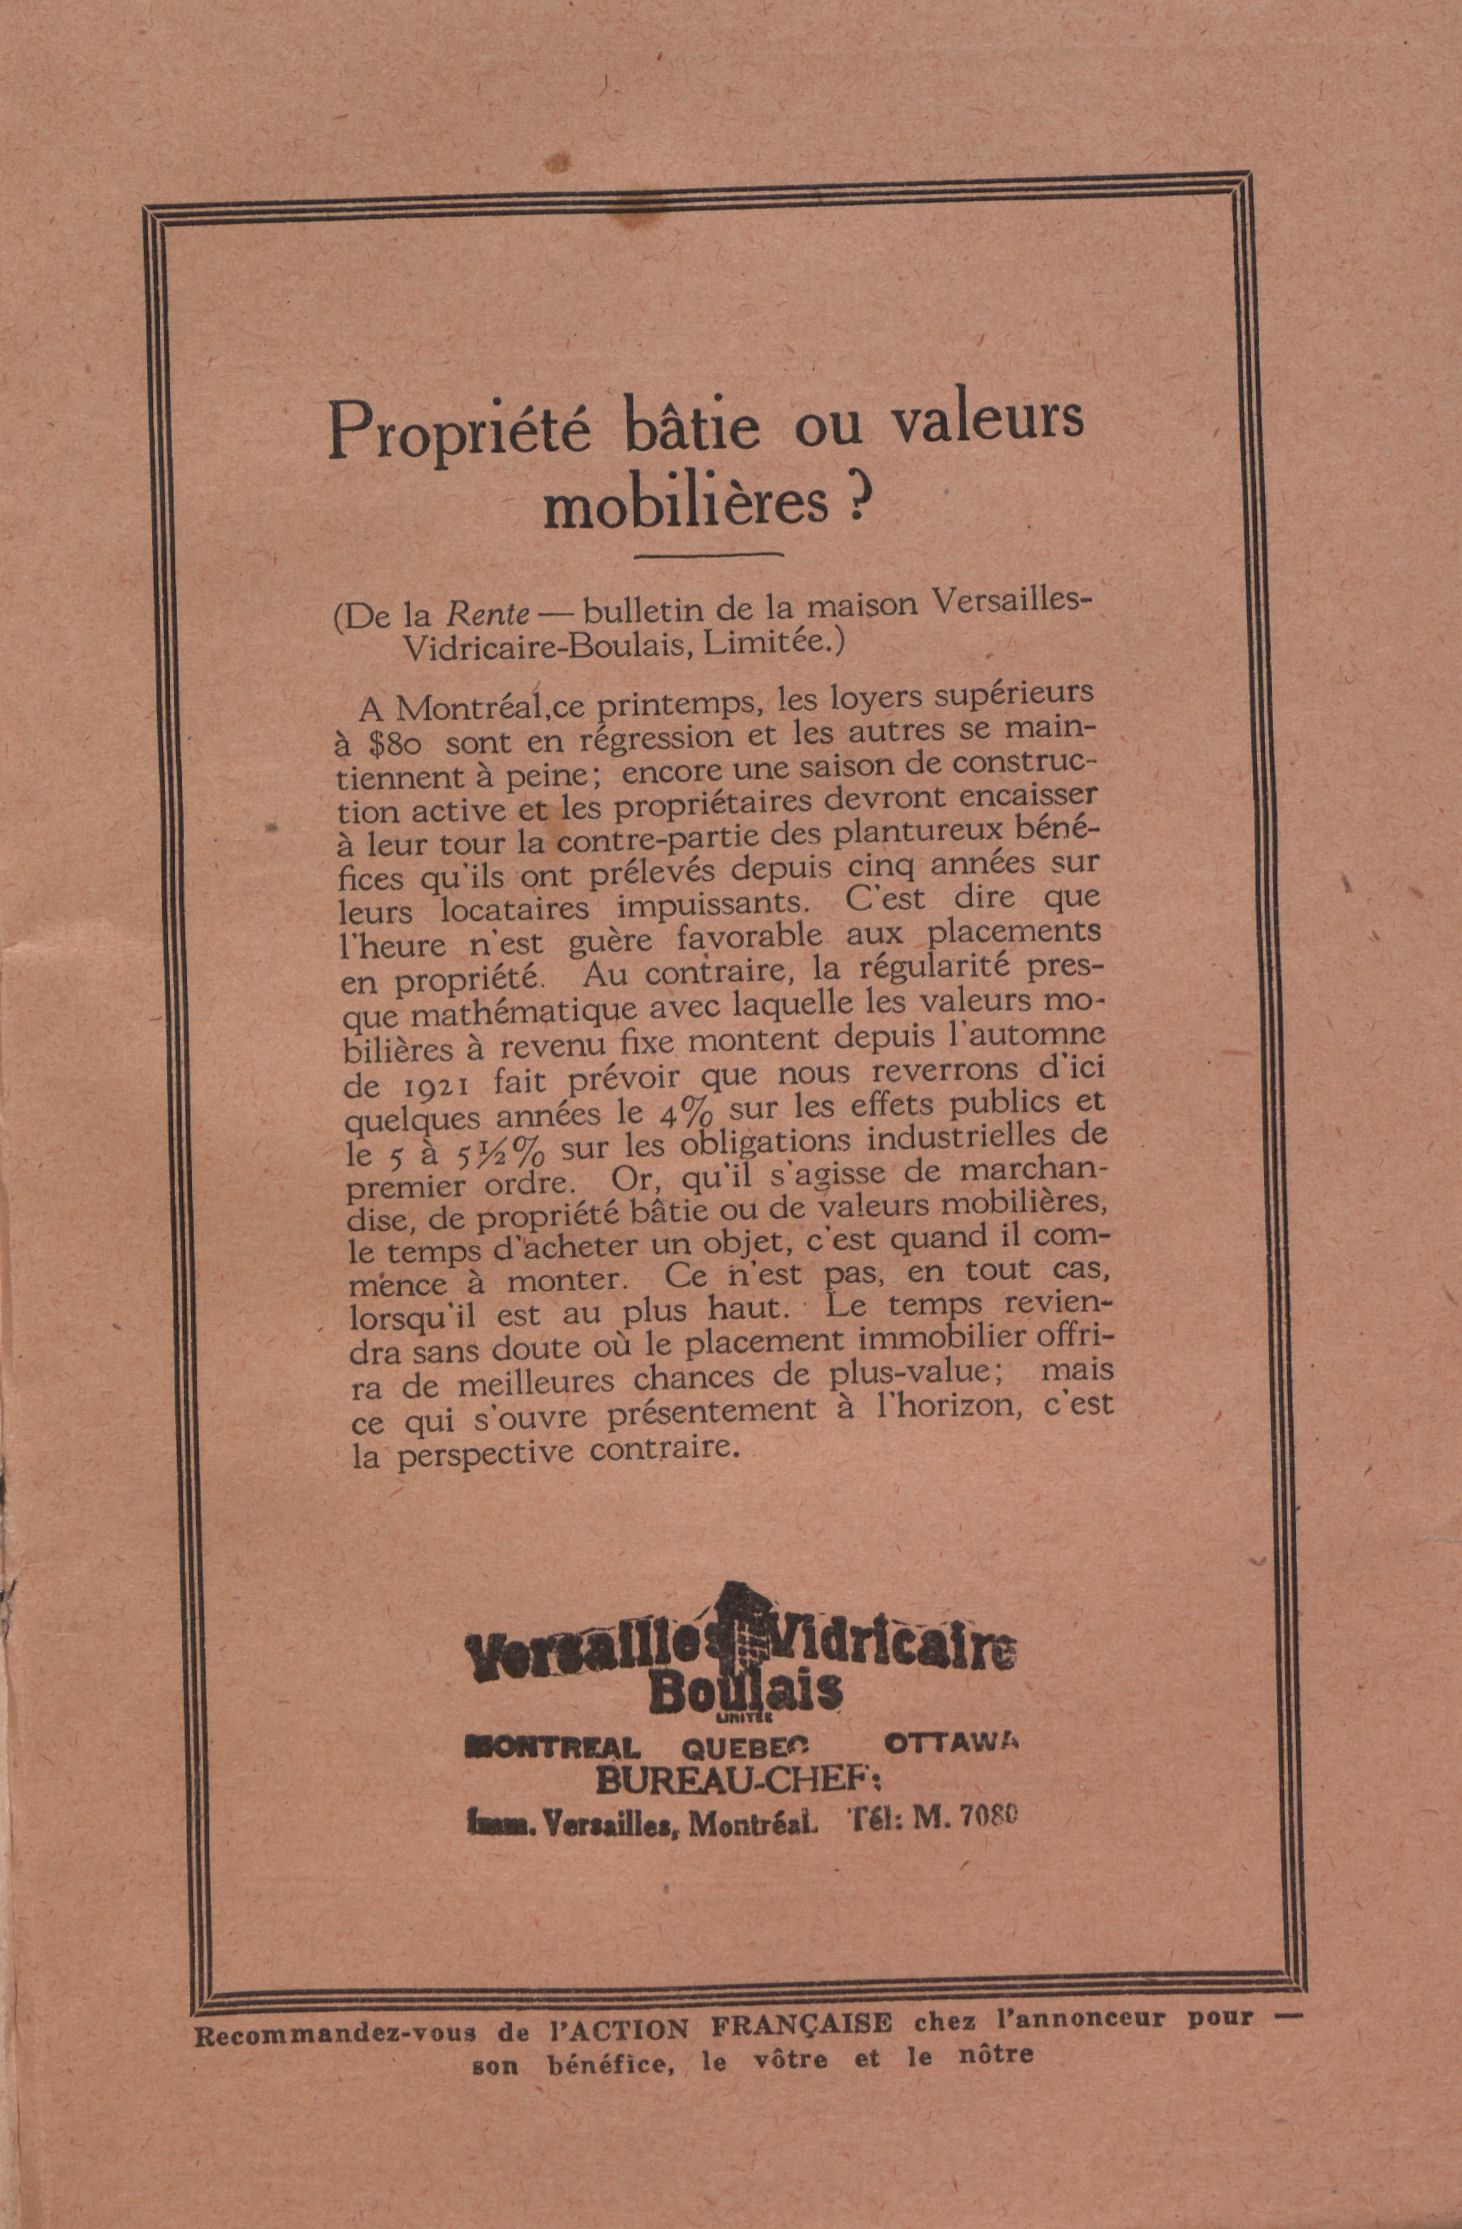 Propriété bâtie ou valeurs
mobilières ?
(De la Rente — bulletin de la maison Versailles-
Vidricaire-Boulais, Limitée.)
A Montréal,ce printemps, les loyers supérieurs
à $80 sont en régression et les autres se main-
tiennent à peine; encore une saison de construc-
tion active et les propriétaires devront encaisser
à leur tour la contre-partie des plantureux béné-
fices qu'ils ont prélevés depuis cinq années sur
leurs locataires impuissants. C'est dire que
l'heure n'est guère favorable aux placements
en propriété. Au contraire, la régularité pres-
que mathématique avec laquelle les valeurs mo-
bilières à revenu fixe montent depuis l'automne
de 1921 fait prévoir que nous reverrons d'ici
quelques années le 4% sur les effets publics et
le 5 à 5½% sur les obligations industrielles de
premier ordre. Or, qu'il s'agisse de marchan-
dise, de propriété bâtie ou de valeurs mobilières,
le temps d'acheter un objet, c'est quand il com-
mence à monter. Ce n'est pas, en tout cas,
lorsqu'il est au plus haut. Le temps revien-
dra sans doute où le placement immobilier offri-
ra de meilleures chances de plus-value; mais
ce qui s'ouvre présentement à l'horizon, c'est
la perspective contraire.
Versailles Vidricaire
Boulais
LIMITÉE
MONTREAL QUEBEC OTTAWA
BUREAU-CHEF:
Imm. Versailles, Montréal. Tél: M. 7080
Recommandez-vous de l'ACTION FRANÇAISE chez l'annonceur pour —
son bénéfice, le vôtre et le nôtre